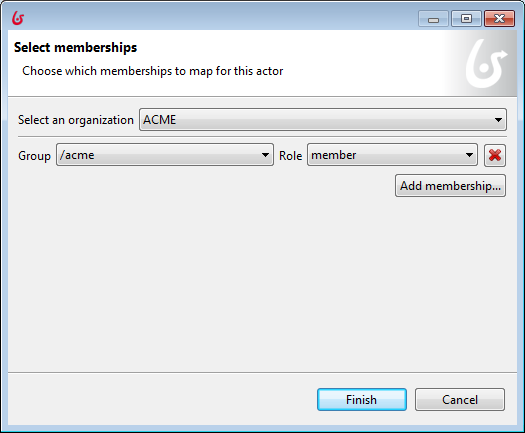 Select memberships
Choose which memberships to map for this actor
Select an organization ACME
Group /acme Role member
Add membership...
Finish Cancel